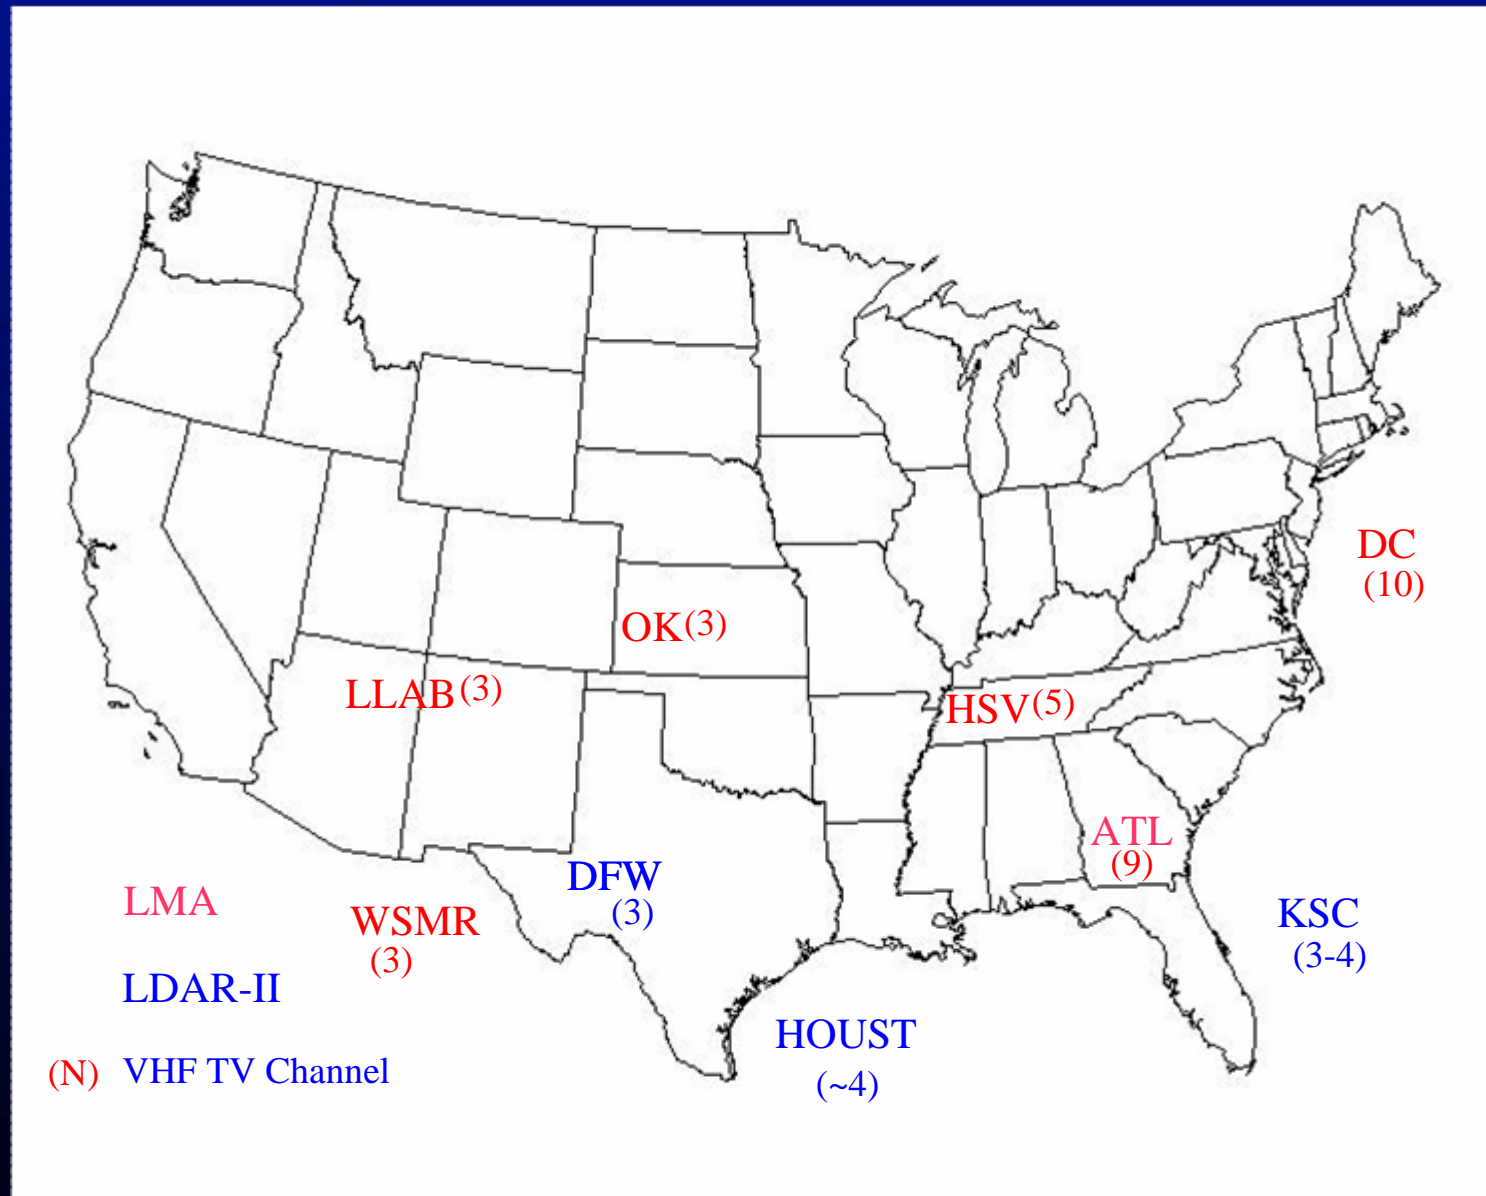 DC
(10)
OK(3)
LLAB(3)
HSV(5)
ATL
(9)
DFW
(3)
LMA
WSMR
(3)
KSC
(3-4)
LDAR-II
HOUST
(~4)
(N) VHF TV Channel